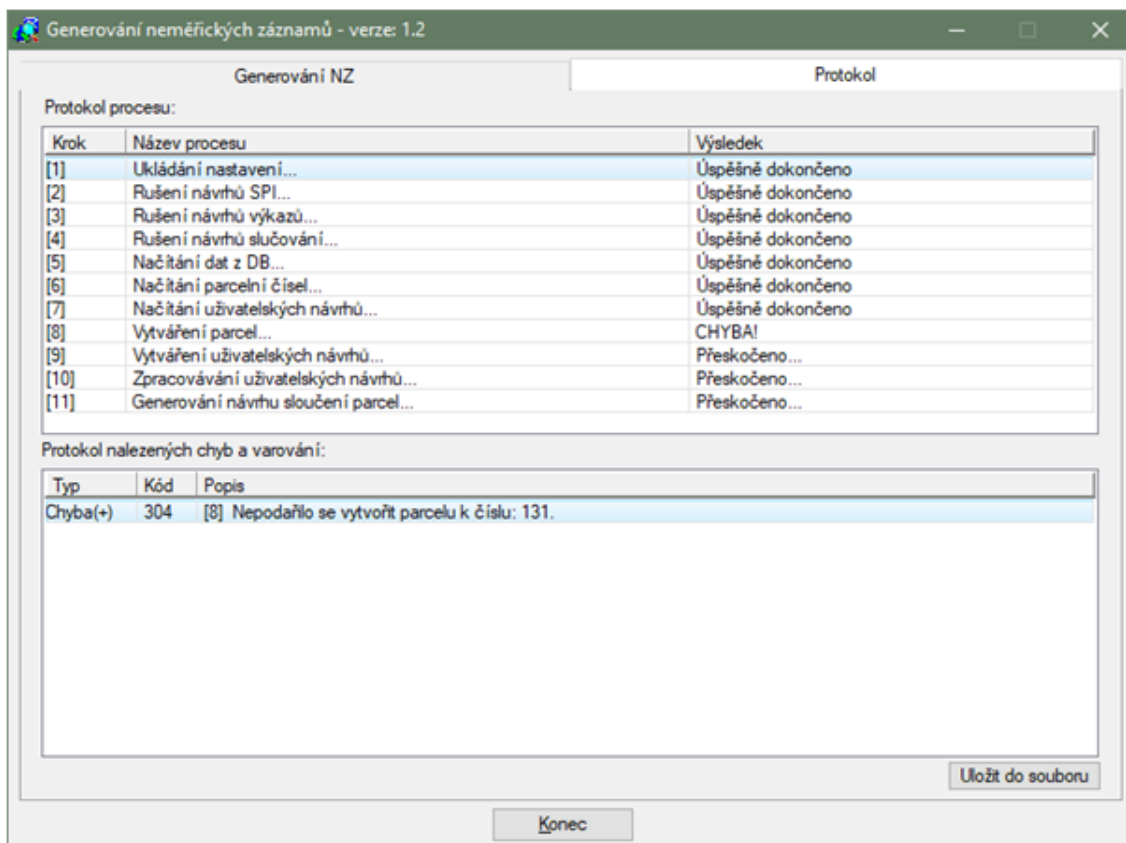 Generování neměřických záznamů - verze: 1.2
Generování NZ Protokol
Protokol procesu:
Krok Název procesu Výsledek
[1] Ukládání nastavení... Úspěšně dokončeno
[2] Rušení návrhů SPI... Úspěšně dokončeno
[3] Rušení návrhů výkazů... Úspěšně dokončeno
[4] Rušení návrhů slučování... Úspěšně dokončeno
[5] Načítání dat z DB... Úspěšně dokončeno
[6] Načítání parcelní čísel... Úspěšně dokončeno
[7] Načítání uživatelských návrhů... Úspěšně dokončeno
[8] Vytváření parcel... CHYBA!
[9] Vytváření uživatelských návrhů... Přeskočeno...
[10] Zpracovávání uživatelských návrhů... Přeskočeno...
[11] Generování návrhu sloučení parcel... Přeskočeno...
Protokol nalezených chyb a varování:
Typ Kód Popis
Chyba(+) 304 [8] Nepodařilo se vytvořit parcelu k číslu: 131.
Uložit do souboru
Konec